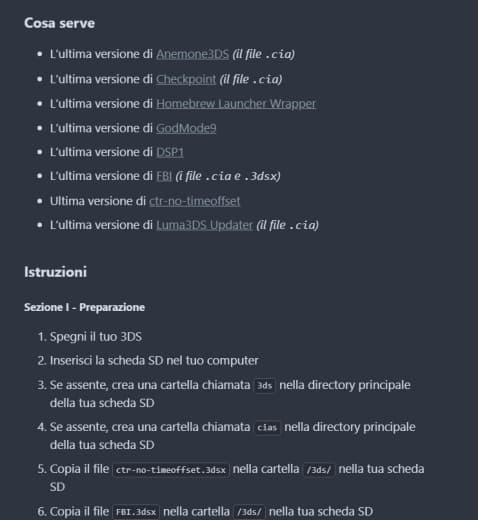 Cosa serve
L'ultima versione di Anemone3DS (il file .cia)
L'ultima versione di Checkpoint (il file .cia)
L'ultima versione di Homebrew Launcher Wrapper
L'ultima versione di GodMode9
L'ultima versione di DSP1
L'ultima versione di FBI (i file .cia e .3dsx)
Ultima versione di ctr-no-timeoffset
L'ultima versione di Luma3DS Updater (il file .cia)
Istruzioni
Sezione I - Preparazione
1. Spegni il tuo 3DS
2. Inserisci la scheda SD nel tuo computer
3. Se assente, crea una cartella chiamata 3ds nella directory principale
della tua scheda SD
4. Se assente, crea una cartella chiamata cias nella directory principale
della tua scheda SD
5. Copia il file ctr-no-timeoffset.3dsx nella cartella /3ds/ nella tua scheda
SD
6. Copia il file FBI.3dsx nella cartella /3ds/ nella tua scheda SD